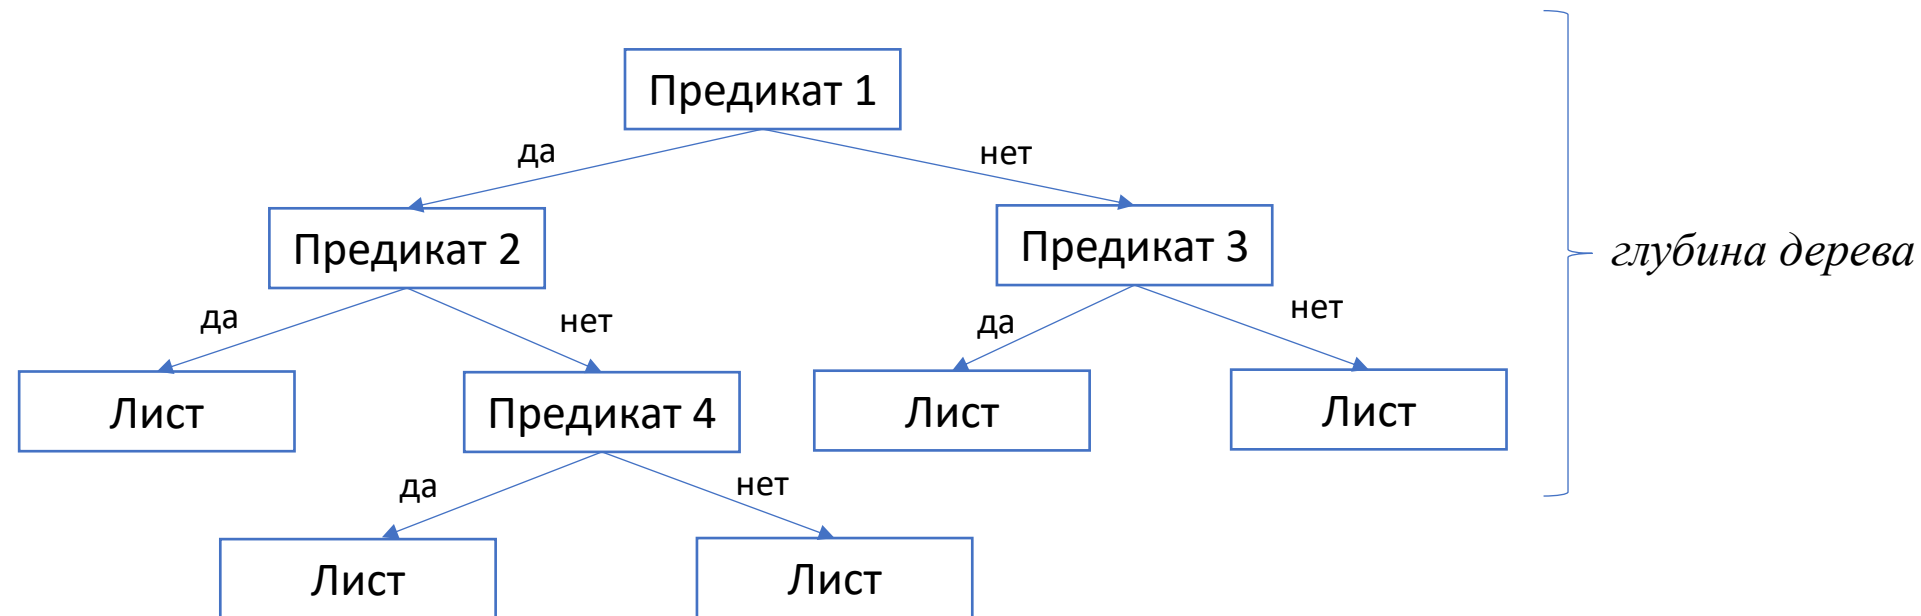 Предикат 1
да
нет
Предикат 2
Предикат 3
глубина дерева
да
нет
да
нет
Лист
Предикат 4
Лист
Лист
да
нет
Лист
Лист